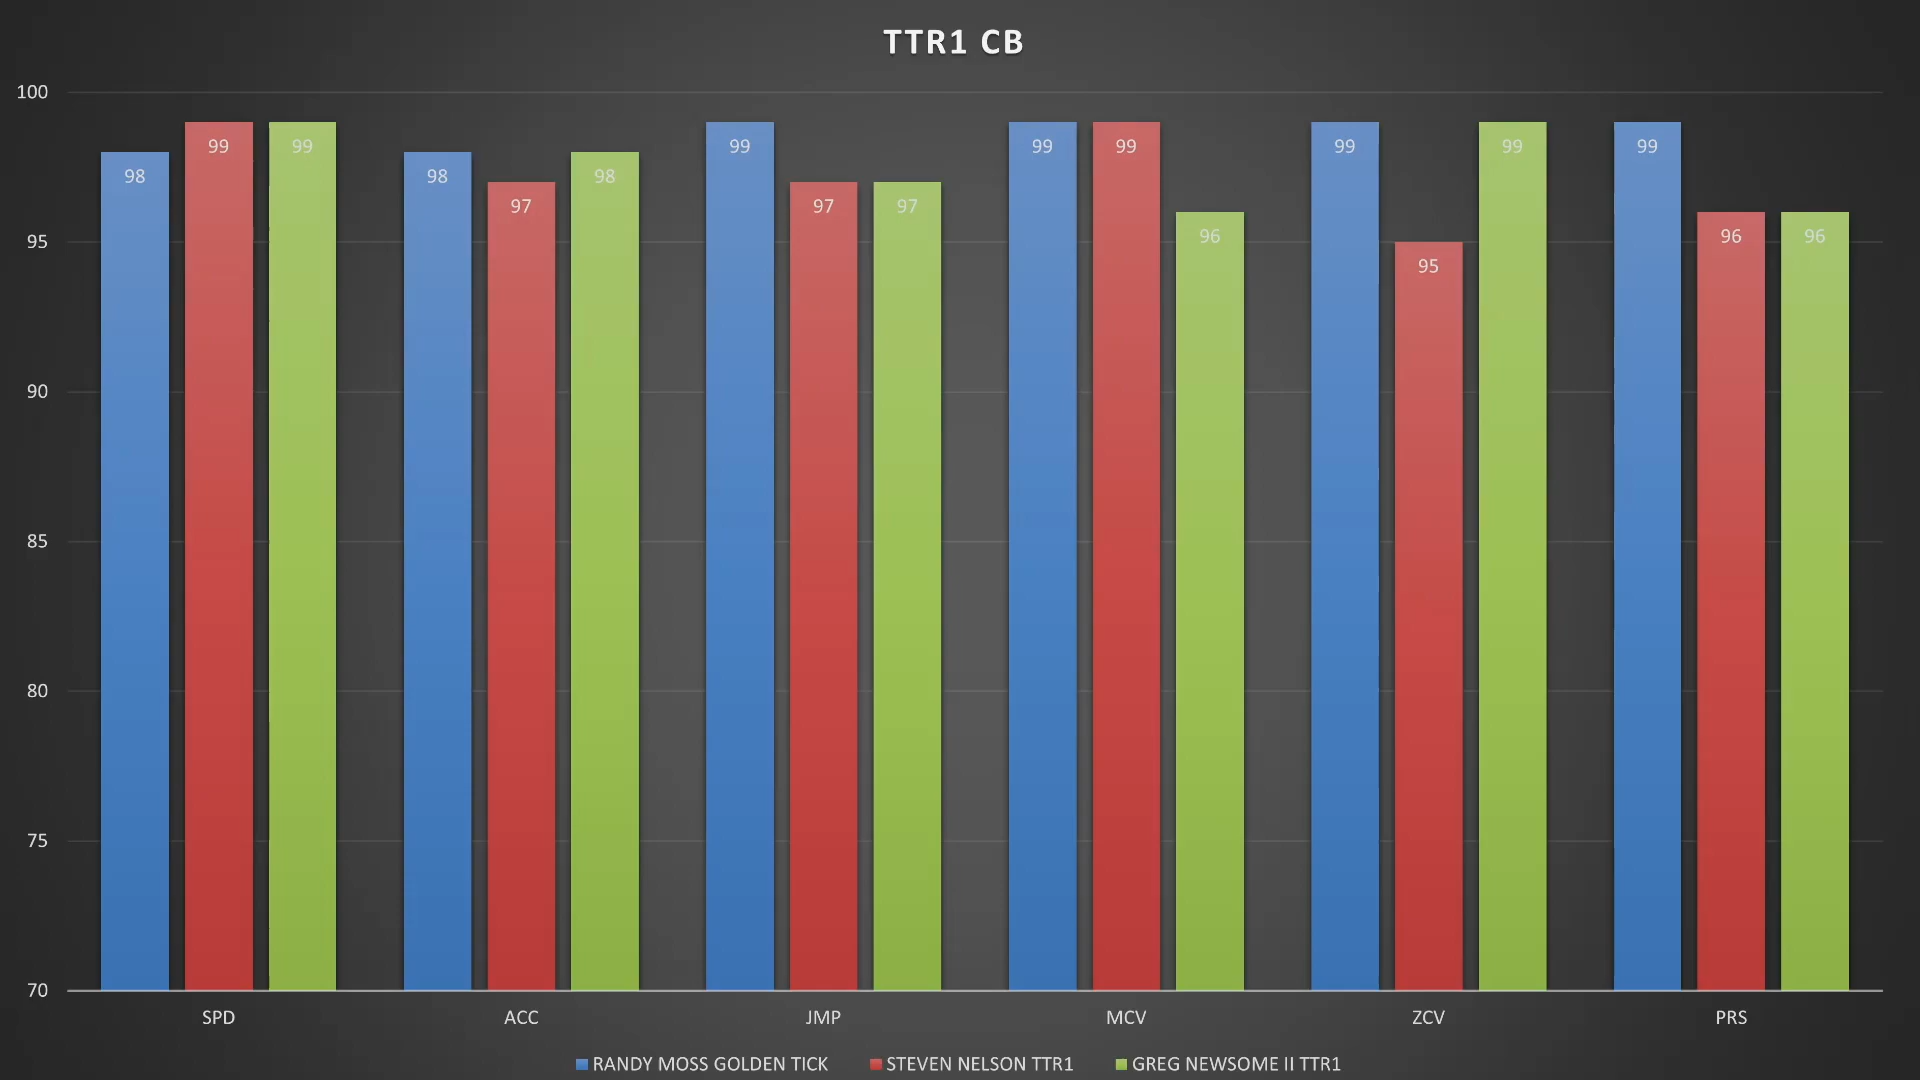 TTR1 CB
100
98 99 99 98 97 98 99 97 97 99 99 96 99 95 99 99 96 96
95
90
85
80
75
70
SPD ACC JMP MCV ZCV PRS
RANDY MOSS GOLDEN TICK STEVEN NELSON TTR1 GREG NEWSOME II TTR1